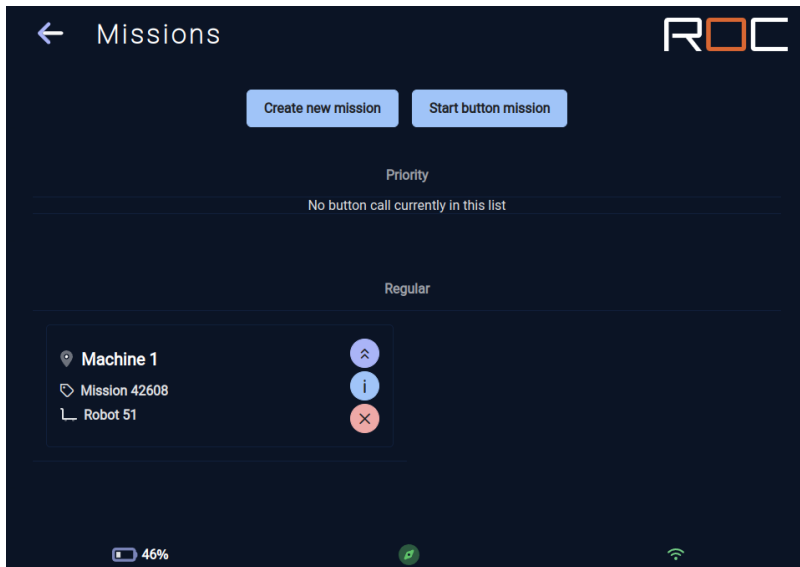 Missions
ROC
Create new mission
Start button mission
Priority
No button call currently in this list
Regular
Machine 1
Mission 42608
Robot 51
46%